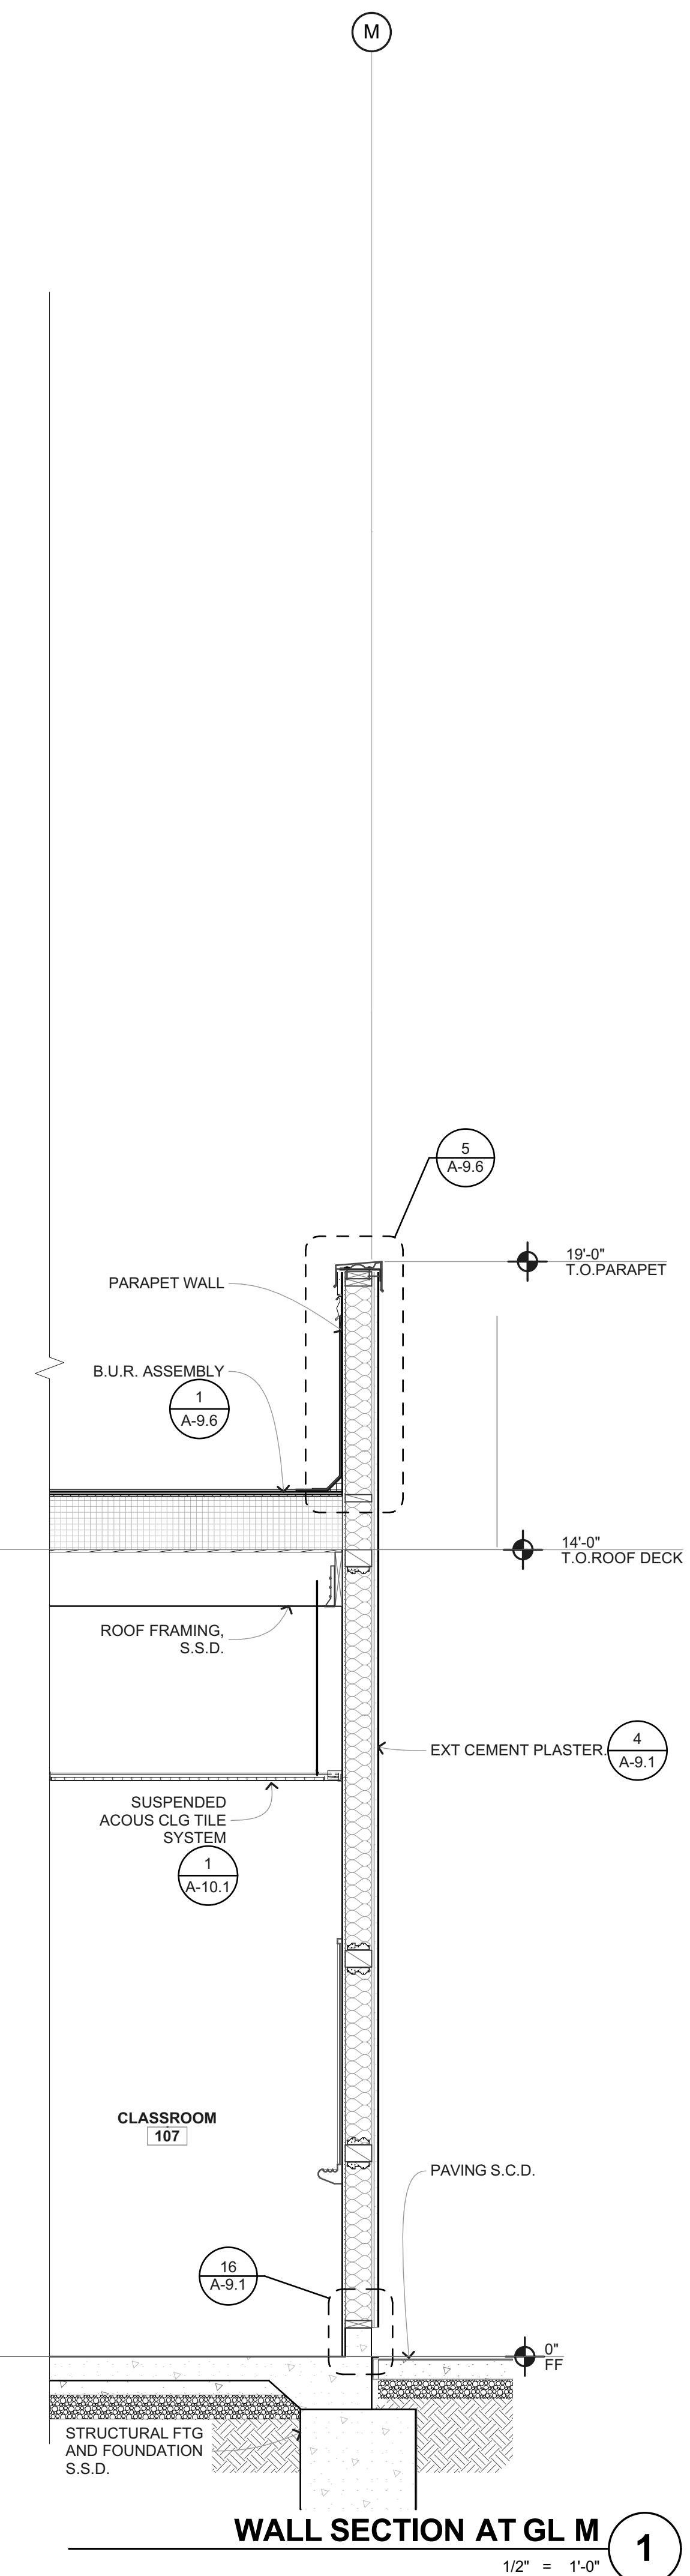 M
5
A-9.6
19'-0"
T.O.PARAPET
PARAPET WALL
B.U.R. ASSEMBLY
1
A-9.6
14'-0"
T.O.ROOF DECK
ROOF FRAMING,
S.S.D.
EXT CEMENT PLASTER.
4
A-9.1
SUSPENDED
ACOUS CLG TILE
SYSTEM
1
A-10.1
CLASSROOM
107
PAVING S.C.D.
16
A-9.1
0"
FF
STRUCTURAL FTG
AND FOUNDATION
S.S.D.
WALL SECTION AT GL M
1
1/2" = 1'-0"